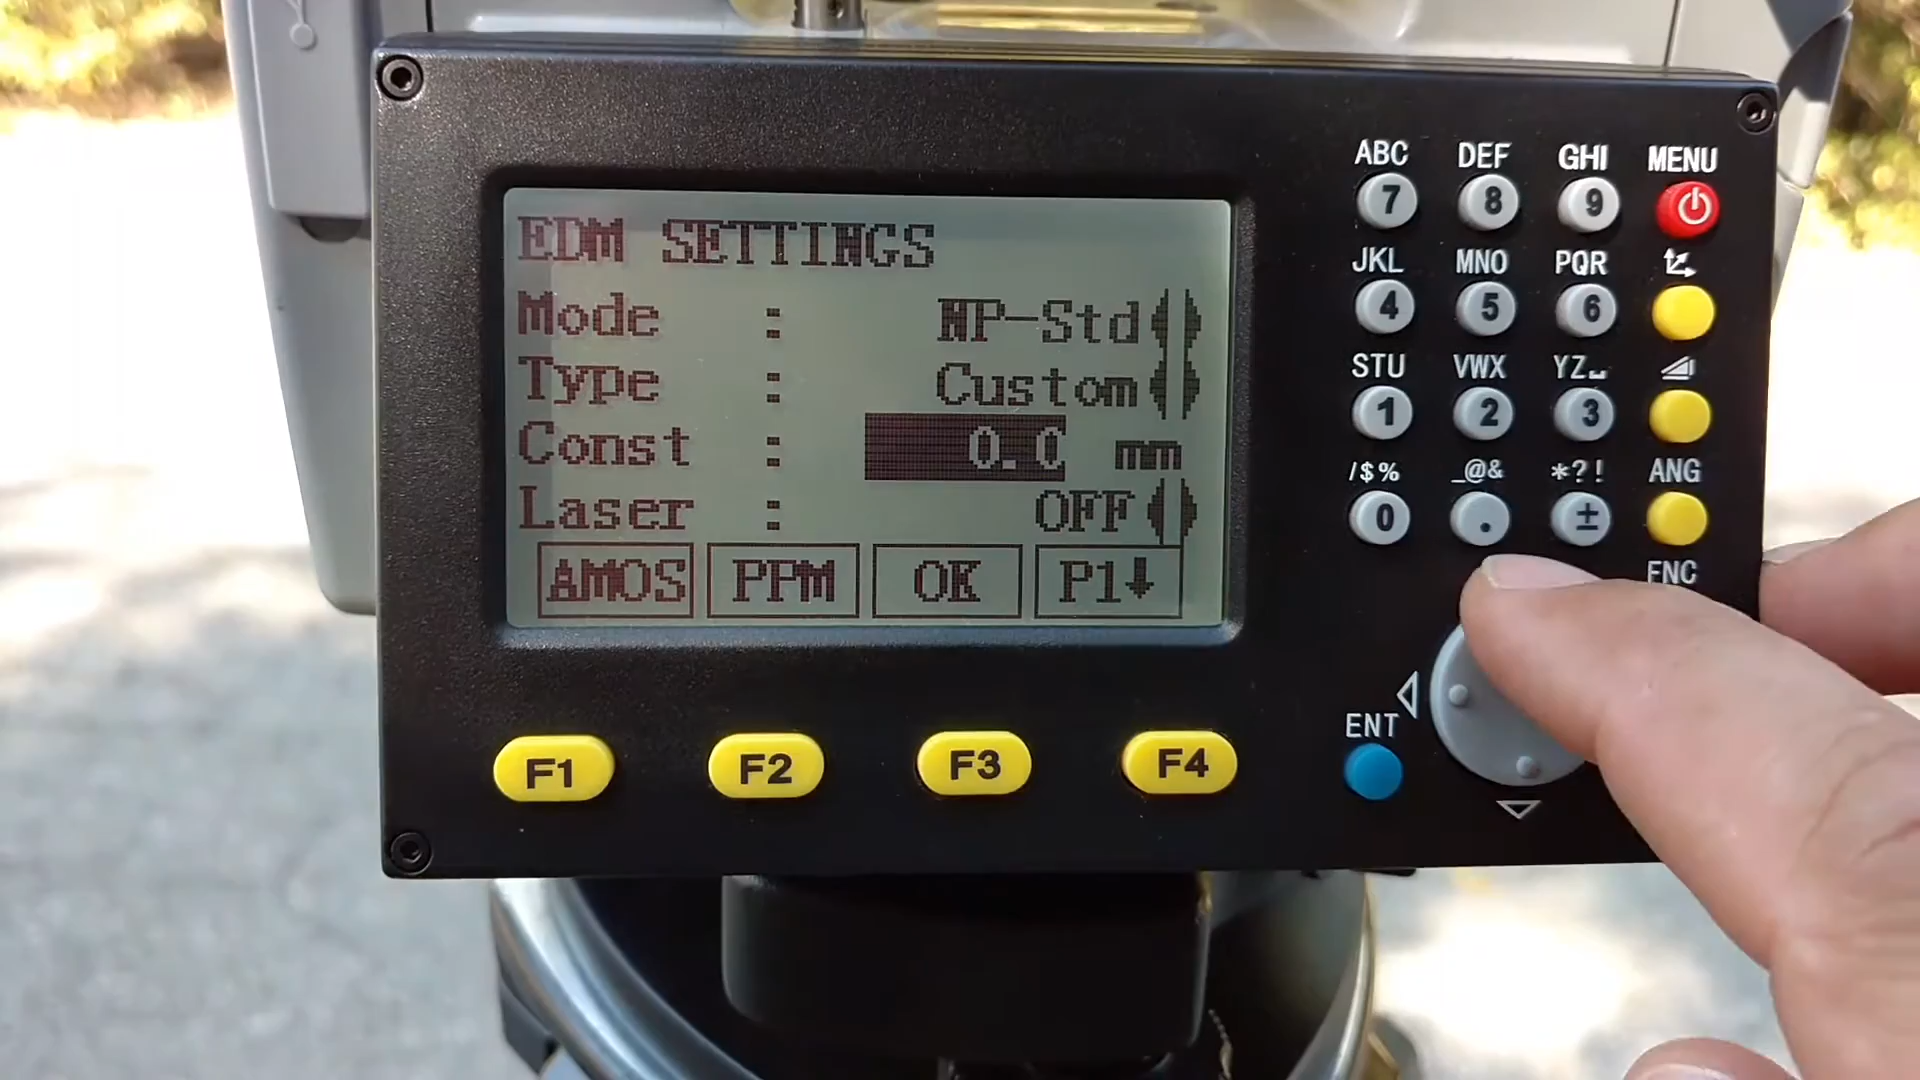 EDM SETTINGS
Mode : NP-Std
Type : Custom
Const : 0.0 mm
Laser : OFF
AMOS PPM OK P1↓
F1 F2 F3 F4
ABC DEF GHI MENU
7 8 9
JKL MNO PQR
4 5 6
STU VWX YZ
1 2 3
/$% _@& *?! ANG
0 . ±
FNC
ENT